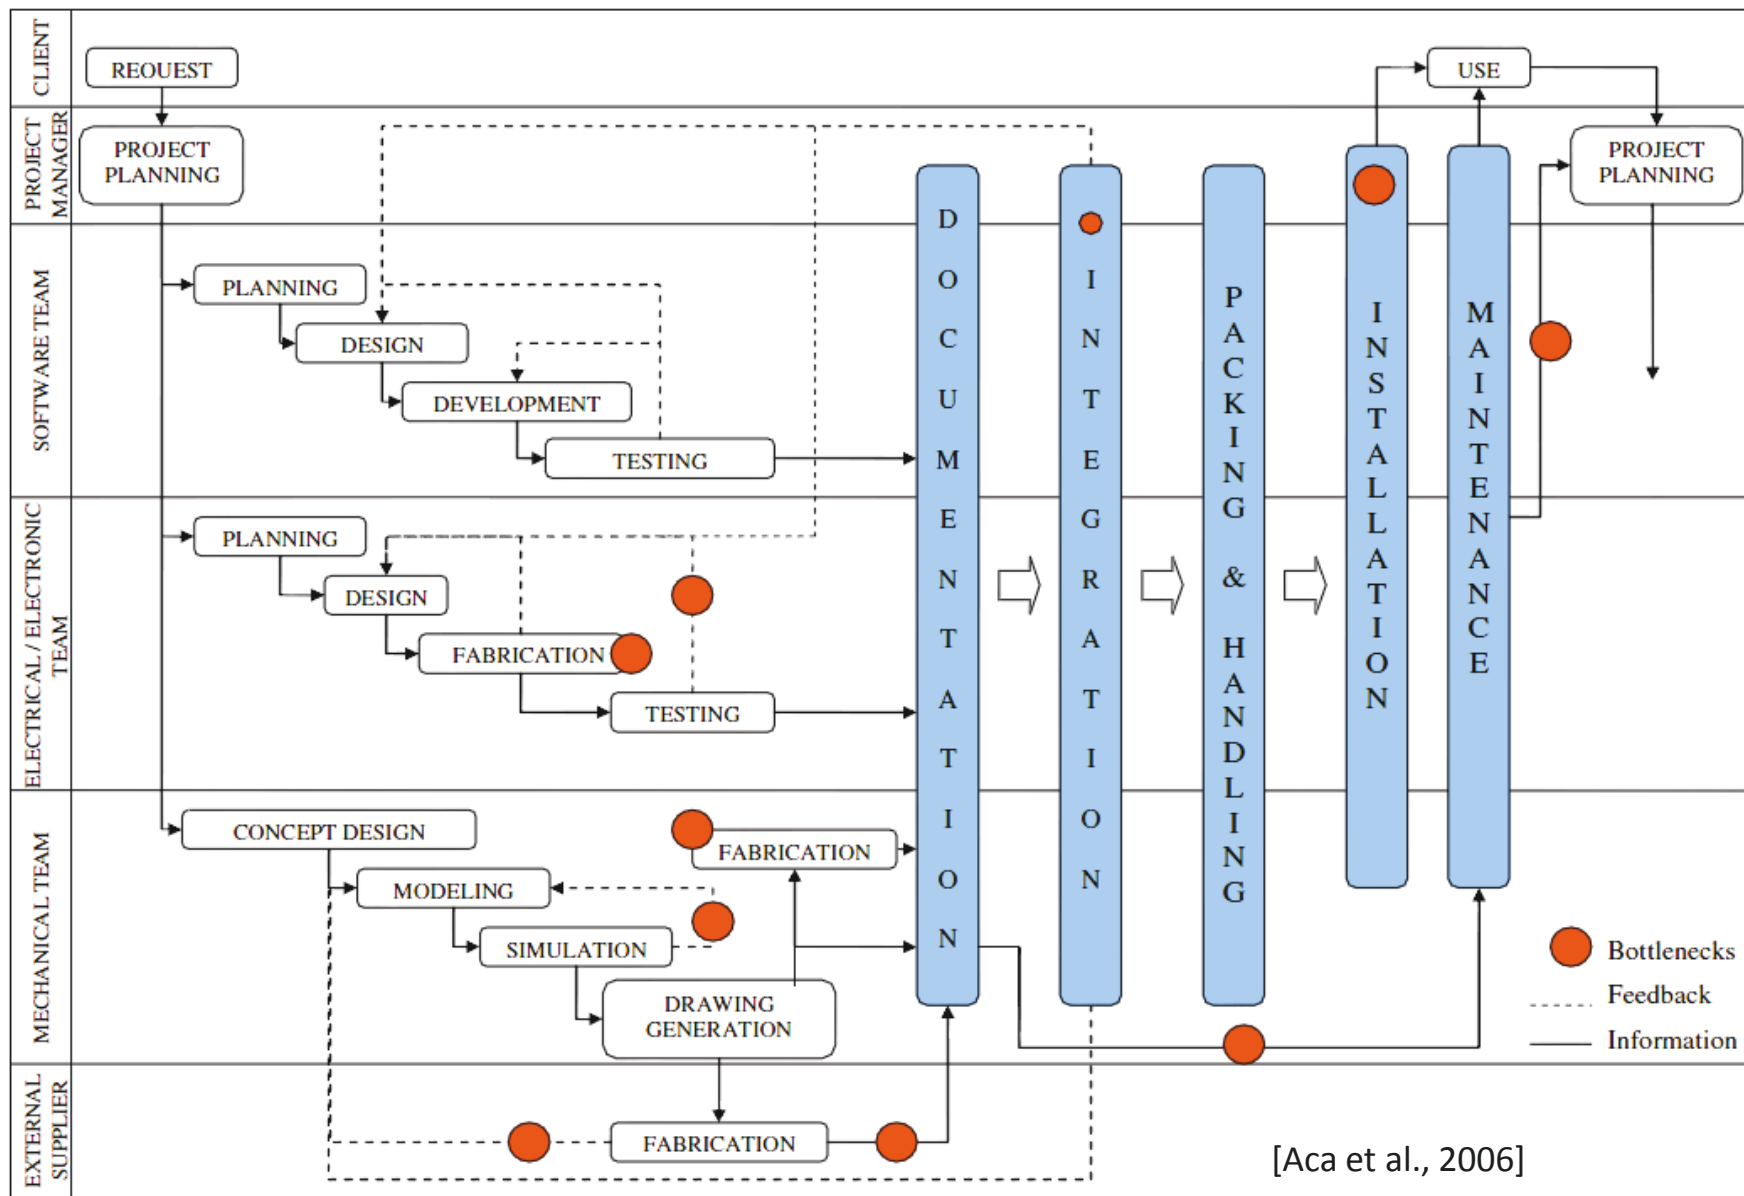 CLIENT
REQUEST
USE
PROJECT
MANAGER
PROJECT
PLANNING
PROJECT
PLANNING
SOFTWARE TEAM
PLANNING
DESIGN
DEVELOPMENT
TESTING
ELECTRICAL / ELECTRONIC
TEAM
PLANNING
DESIGN
FABRICATION
TESTING
MECHANICAL TEAM
CONCEPT DESIGN
MODELING
SIMULATION
DRAWING
GENERATION
FABRICATION
EXTERNAL
SUPPLIER
FABRICATION
DOCUMENTATION
INTEGRATION
PACKING & HANDLING
INSTALLATION
MAINTENANCE
Bottlenecks
Feedback
Information
[Aca et al., 2006]